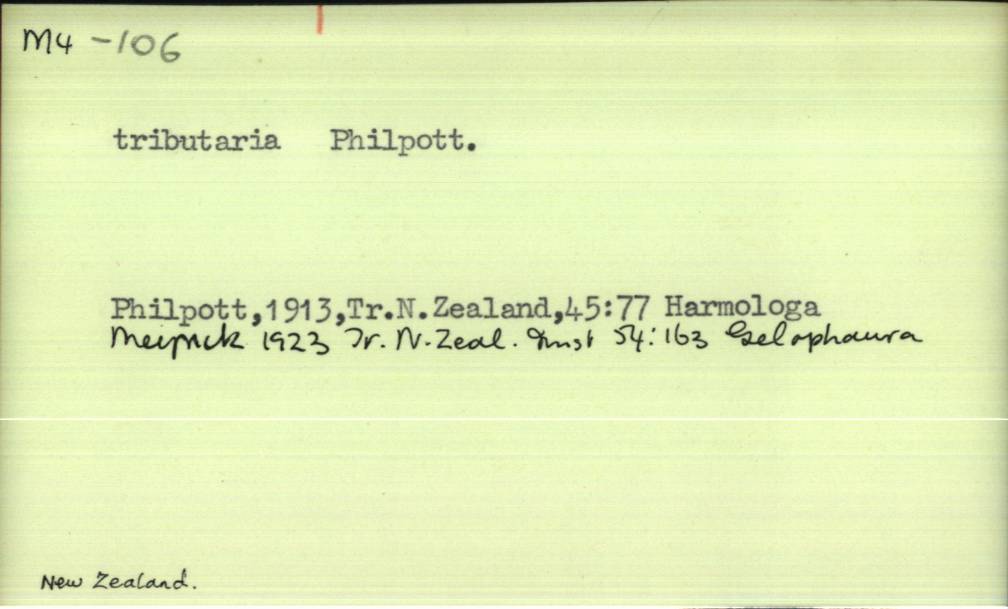 M4 -106
tributaria Philpott.
Philpott,1913,Tr.N.Zealand,45:77 Harmologa
Meyrick 1923 Tr. N. Zeal. Inst 54:163 Gelophaura
New Zealand.